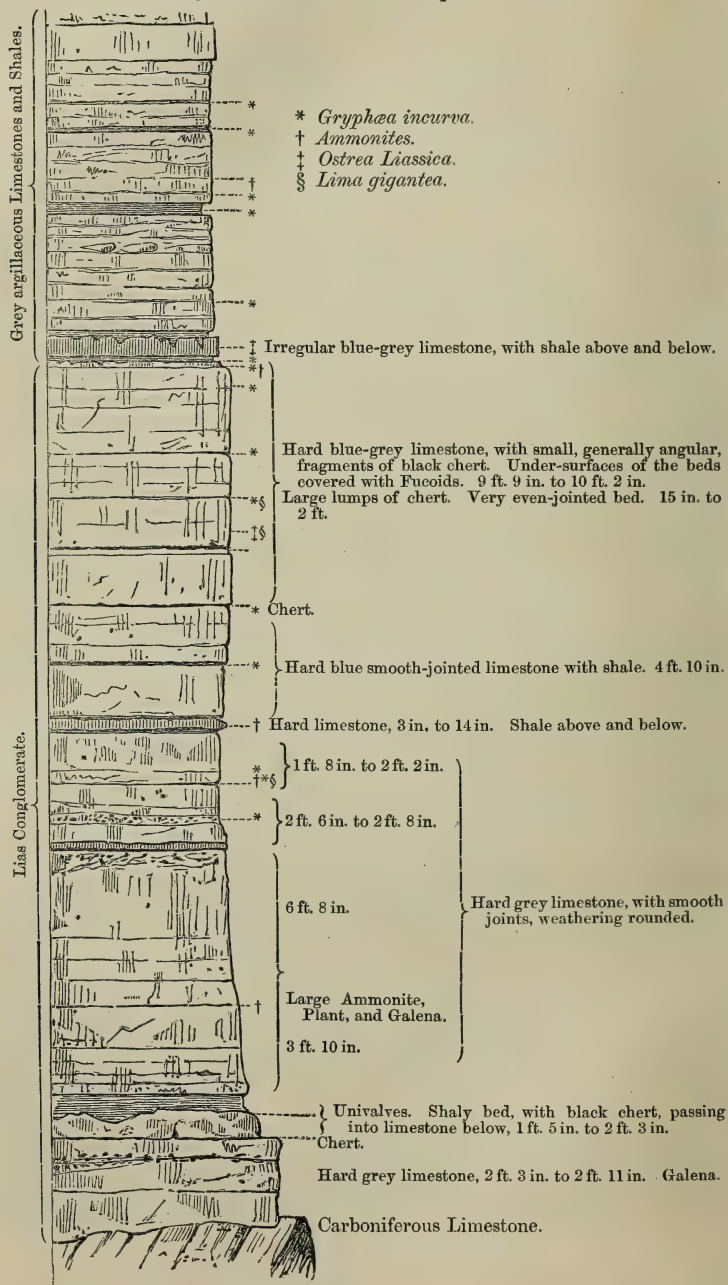 Grey argillaceous Limestones and Shales.
* Gryphæa incurva.
† Ammonites.
‡ Ostrea Liassica.
§ Lima gigantea.
*
*
†
*
*
*
‡ Irregular blue-grey limestone, with shale above and below.
*
*†
*
Lias Conglomerate.
*
Hard blue-grey limestone, with small, generally angular,
fragments of black chert. Under-surfaces of the beds
covered with Fucoids. 9 ft. 9 in. to 10 ft. 2 in.
*§
Large lumps of chert. Very even-jointed bed. 15 in. to
2 ft.
‡§
* Chert.
* Hard blue smooth-jointed limestone with shale. 4 ft. 10 in.
† Hard limestone, 3 in. to 14 in. Shale above and below.
* 1 ft. 8 in. to 2 ft. 2 in.
†*§
* 2 ft. 6 in. to 2 ft. 8 in.
6 ft. 8 in.
Hard grey limestone, with smooth
joints, weathering rounded.
†
Large Ammonite,
Plant, and Galena.
3 ft. 10 in.
Univalves. Shaly bed, with black chert, passing
into limestone below, 1 ft. 5 in. to 2 ft. 3 in.
Chert.
Hard grey limestone, 2 ft. 3 in. to 2 ft. 11 in. Galena.
Carboniferous Limestone.